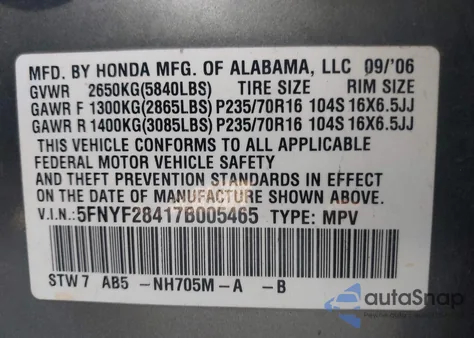 MFD. BY HONDA MFG. OF ALABAMA, LLC 09/'06
GVWR 2650KG(5840LBS) TIRE SIZE RIM SIZE
GAWR F 1300KG(2865LBS) P235/70R16 104S 16X6.5JJ
GAWR R 1400KG(3085LBS) P235/70R16 104S 16X6.5JJ
THIS VEHICLE CONFORMS TO ALL APPLICABLE
FEDERAL MOTOR VEHICLE SAFETY
AND THEFT PREVENTION STANDARDS IN EFFECT
ON THE DATE OF MANUFACTURE SHOWN ABOVE.
V.I.N.:5FNYF28417B005465 TYPE: MPV
STW7 AB5 -NH705M-A -B
autoSnap